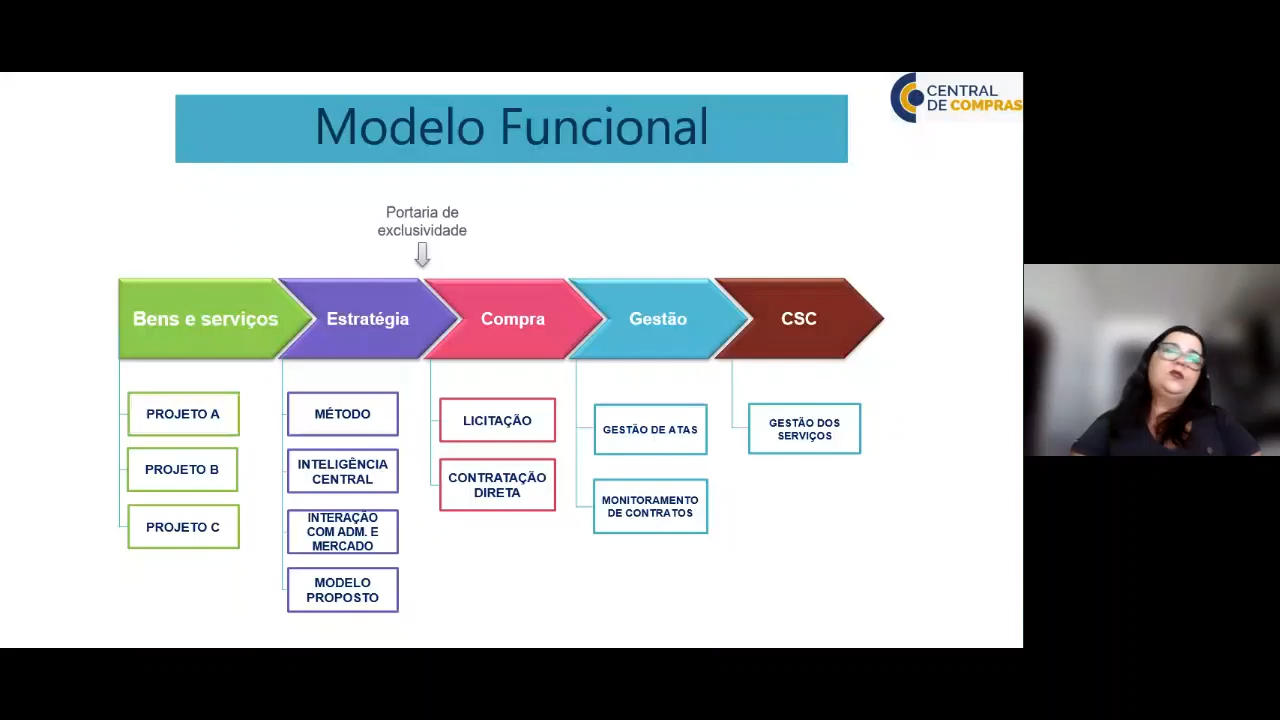 Modelo Funcional
CENTRAL
DE COMPRAS
Portaria de
exclusividade
Bens e serviços
Estratégia
Compra
Gestão
CSC
PROJETO A
PROJETO B
PROJETO C
MÉTODO
INTELIGÊNCIA
CENTRAL
INTERAÇÃO
COM ADM. E
MERCADO
MODELO
PROPOSTO
LICITAÇÃO
CONTRATAÇÃO
DIRETA
GESTÃO DE ATAS
MONITORAMENTO
DE CONTRATOS
GESTÃO DOS
SERVIÇOS